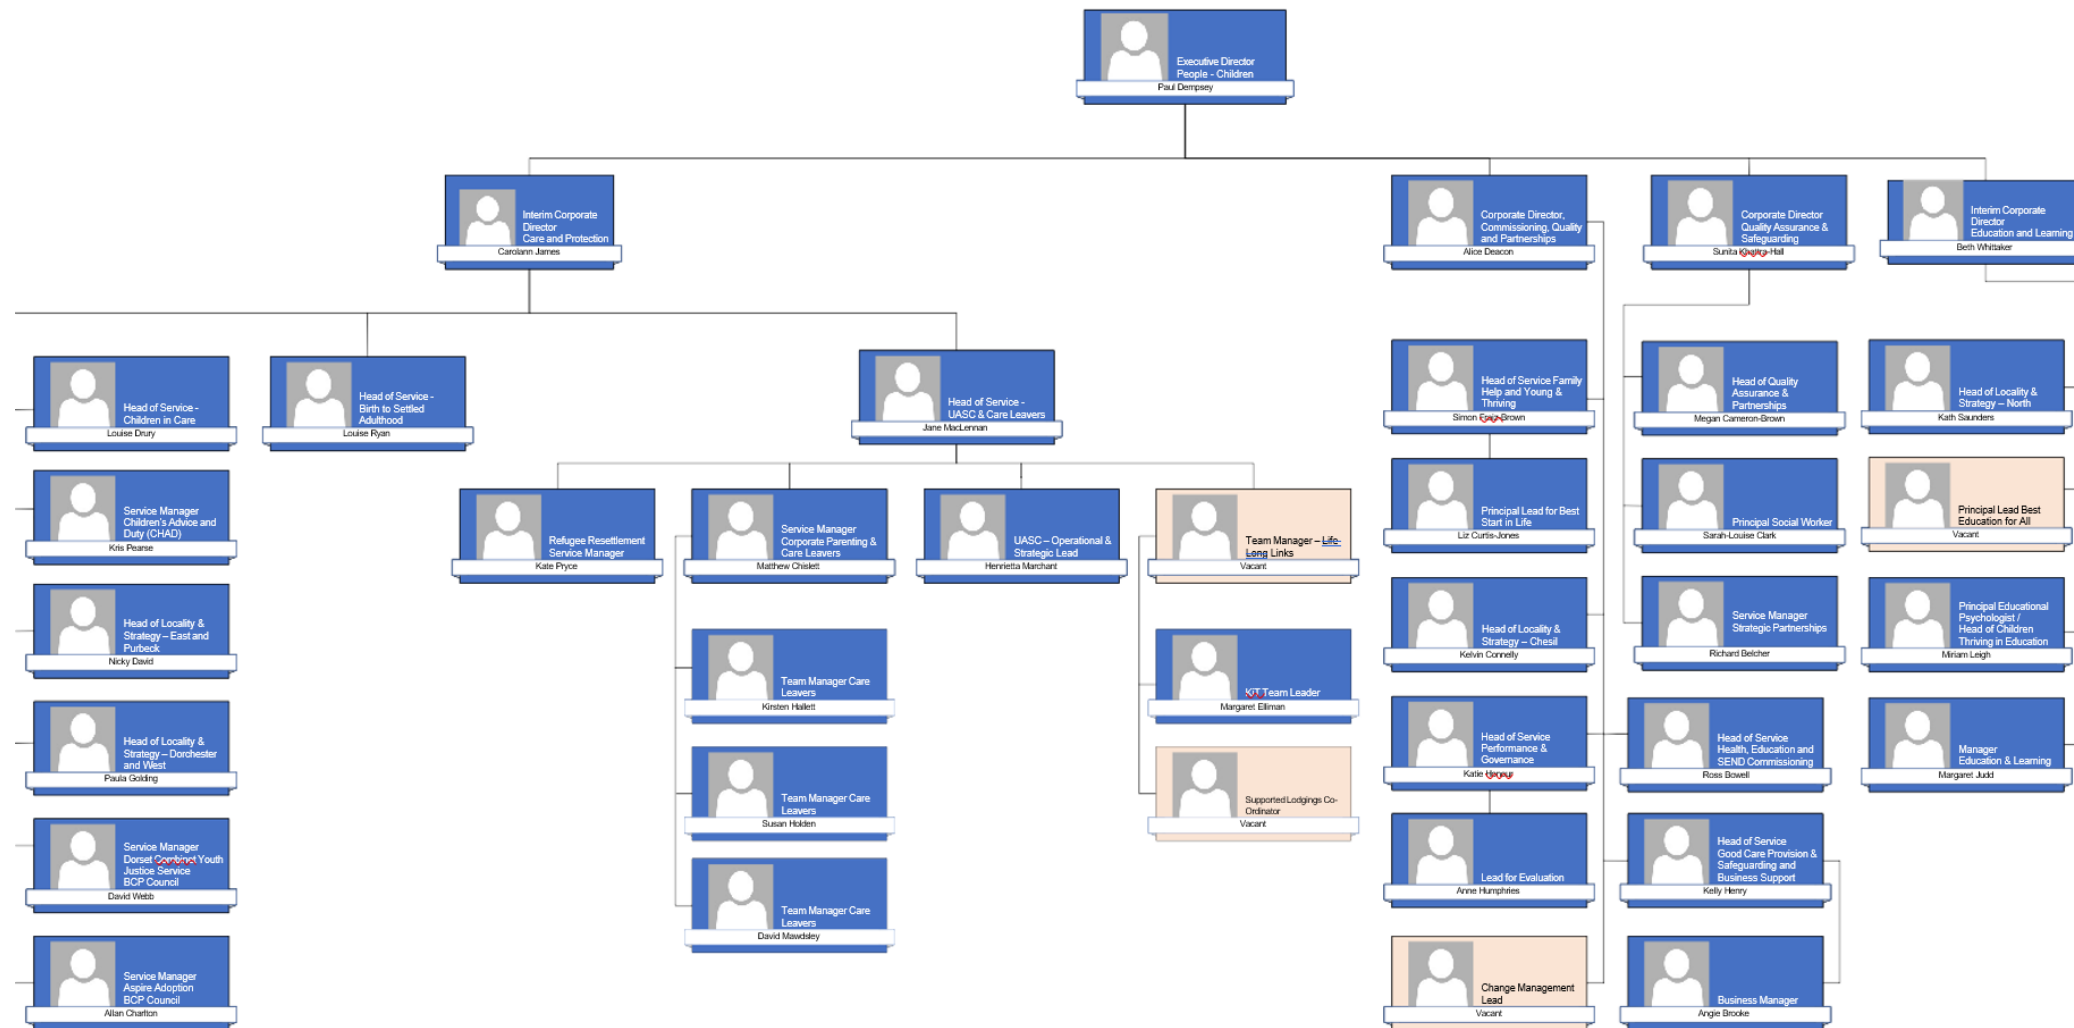 Executive Director
People - Children
Paul Dempsey
Interim Corporate
Director
Care and Protection
Carolann James
Corporate Director,
Commissioning, Quality
and Partnerships
Alice Deacon
Corporate Director
Quality Assurance &
Safeguarding
Sunita Khattra-Hall
Interim Corporate
Director
Education and Learning
Beth Whittaker
Head of Service -
Children in Care
Louise Drury
Head of Service -
Birth to Settled
Adulthood
Louise Ryan
Head of Service -
UASC & Care Leavers
Jane MacLennan
Head of Service Family
Help and Young &
Thriving
Simon Brown
Head of Quality
Assurance &
Partnerships
Megan Cameron-Brown
Head of Locality &
Strategy – North
Kath Saunders
Service Manager
Children's Advice and
Duty (CHAD)
Kris Pearse
Refugee Resettlement
Service Manager
Kate Pryce
Service Manager
Corporate Parenting &
Care Leavers
Matthew Chislett
UASC – Operational &
Strategic Lead
Henrietta Marchant
Team Manager – Life-
Long Links
Vacant
Principal Lead for Best
Start in Life
Liz Curtis-Jones
Principal Social Worker
Sarah-Louise Clark
Principal Lead Best
Education for All
Vacant
Head of Locality &
Strategy – East and
Purbeck
Nicky David
Team Manager Care
Leavers
Kirsten Hallett
KIT Team Leader
Margaret Elliman
Head of Locality &
Strategy – Chesil
Kelvin Connelly
Service Manager
Strategic Partnerships
Richard Belcher
Principal Educational
Psychologist /
Head of Children
Thriving in Education
Miriam Leigh
Head of Locality &
Strategy – Dorchester
and West
Paula Golding
Team Manager Care
Leavers
Susan Holden
Supported Lodgings Co-
Ordinator
Vacant
Head of Service
Performance &
Governance
Katie
Head of Service
Health, Education and
SEND Commissioning
Ross Bowell
Manager
Education & Learning
Margaret Judd
Service Manager
Dorset Combinet Youth
Justice Service
BCP Council
David Webb
Team Manager Care
Leavers
David Mawdsley
Lead for Evaluation
Anne Humphries
Head of Service
Good Care Provision &
Safeguarding and
Business Support
Kelly Henry
Service Manager
Aspire Adoption
BCP Council
Allan Charlton
Change Management
Lead
Vacant
Business Manager
Angie Brooke